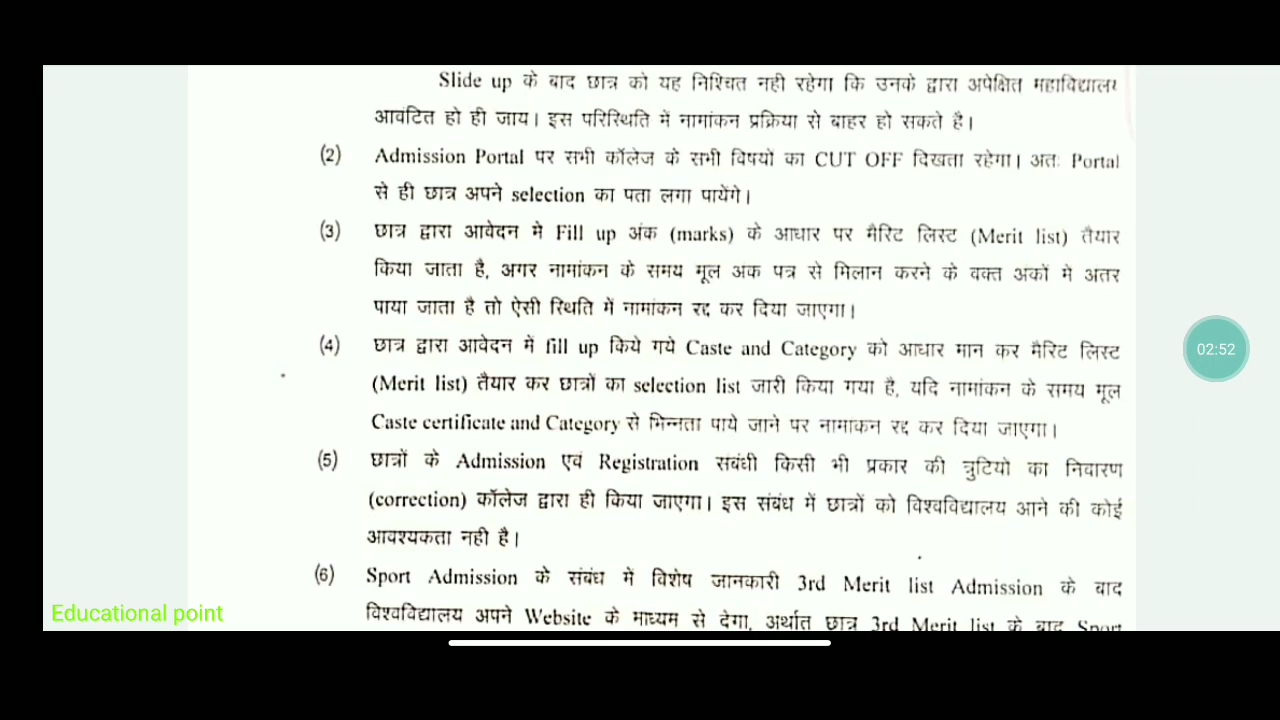 Slide up के बाद छात्र को यह निश्चित नही रहेगा कि उनके द्वारा अपेक्षित महाविद्यालय
आवंटित हो ही जाय। इस परिस्थिति में नामांकन प्रक्रिया से बाहर हो सकते है।
(2) Admission Portal पर सभी कॉलेज के सभी विषयों का CUT OFF दिखता रहेगा। अतः Portal
से ही छात्र अपने selection का पता लगा पायेंगे।
(3) छात्र द्वारा आवेदन मे Fill up अंक (marks) के आधार पर मैरिट लिस्ट (Merit list) तैयार
किया जाता है, अगर नामांकन के समय मूल अंक पत्र से मिलान करने के वक्त अंकों मे अतर
पाया जाता है तो ऐसी स्थिति में नामांकन रद्द कर दिया जाएगा।
(4) छात्र द्वारा आवेदन में fill up किये गये Caste and Category को आधार मान कर मैरिट लिस्ट
(Merit list) तैयार कर छात्रों का selection list जारी किया गया है, यदि नामांकन के समय मूल
Caste certificate and Category से भिन्नता पाये जाने पर नामाकन रद्द कर दिया जाएगा।
(5) छात्रों के Admission एवं Registration संबंधी किसी भी प्रकार की त्रुटियो का निवारण
(correction) कॉलेज द्वारा ही किया जाएगा। इस संबंध में छात्रों को विश्वविद्यालय आने की कोई
आवश्यकता नही है।
(6) Sport Admission के संबंध में विशेष जानकारी 3rd Merit list Admission के बाद
विश्वविद्यालय अपने Website के माध्यम से देगा, अर्थात छात्र 3rd Merit list के बाद Sport
Educational point
02:52